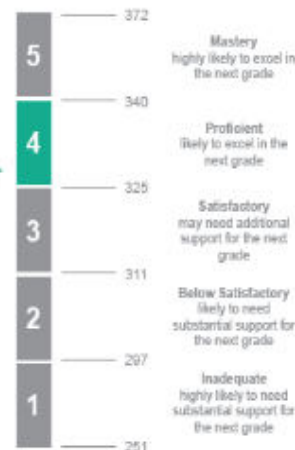 372
5
Mastery
highly likely to excel in
the next grade
340
4
Proficient
likely to excel in the
next grade
325
3
Satisfactory
may need additional
support for the next
grade
311
2
Below Satisfactory
likely to need
substantial support for
the next grade
297
1
Inadequate
highly likely to need
substantial support for
the next grade
251